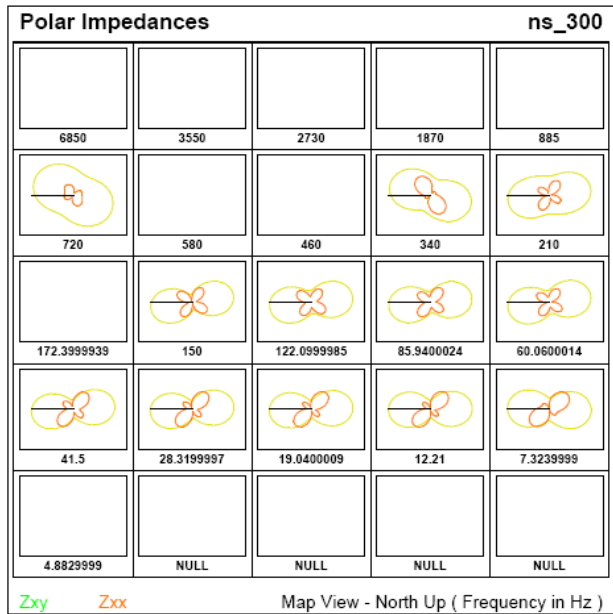 Polar Impedances ns_300
6850 3550 2730 1870 885
720 580 460 340 210
172.3999939 150 122.0999985 85.9400024 60.0600014
41.5 28.3199997 19.0400009 12.21 7.3239999
4.8829999 NULL NULL NULL NULL
Zxy Zxx Map View - North Up ( Frequency in Hz )